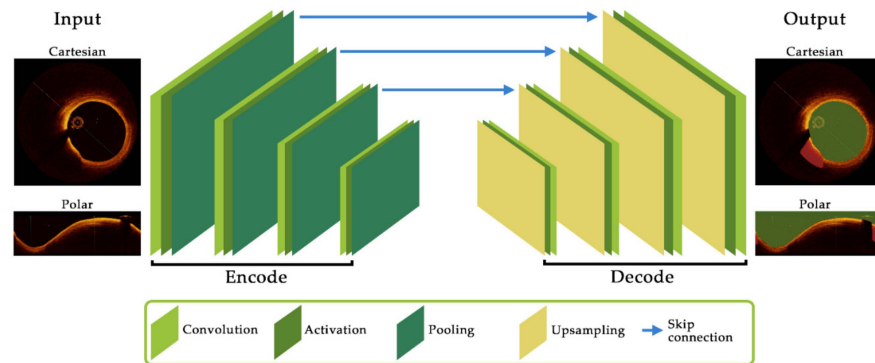 Input
Output
Cartesian
Cartesian
Polar
Polar
Encode
Decode
Convolution
Activation
Pooling
Upsampling
Skip
connection